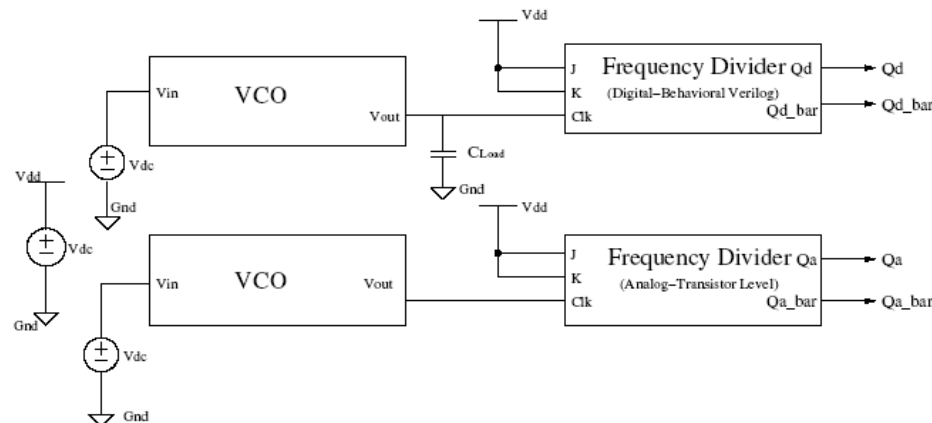 Vdd
Frequency Divider
(Digital-Behavioral Verilog)
J
K
Clk
Qd
Qd_bar
Qd
Qd_bar
VCO
Vin
Vout
CLoad
Gnd
Vdc
Gnd
Vdd
Vdc
Gnd
Vdd
Frequency Divider
(Analog-Transistor Level)
J
K
Clk
Qa
Qa_bar
Qa
Qa_bar
VCO
Vin
Vout
Vdc
Gnd